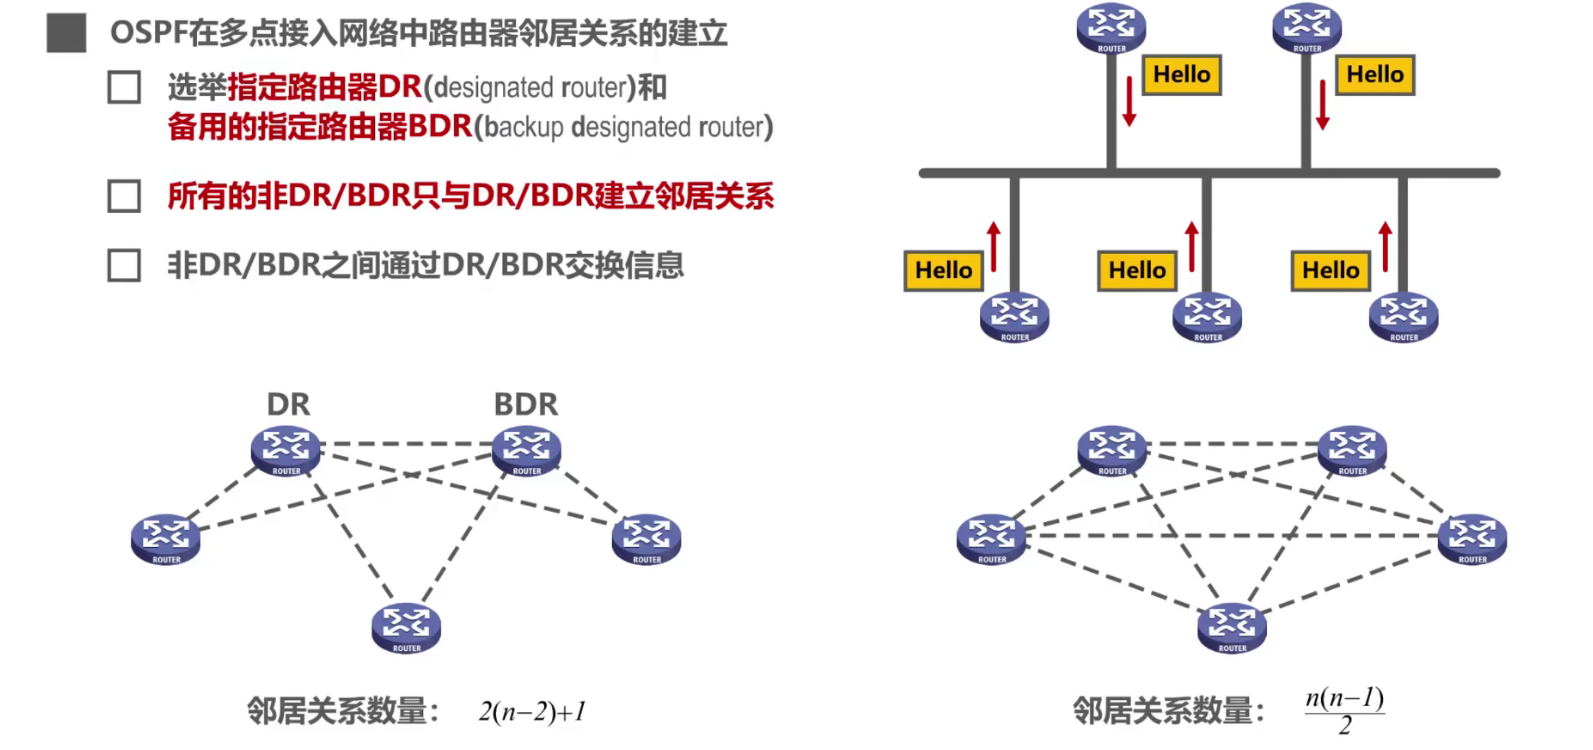 OSPF在多点接入网络中路由器邻居关系的建立
选举指定路由器DR(designated router)和
备用的指定路由器BDR(backup designated router)
所有的非DR/BDR只与DR/BDR建立邻居关系
非DR/BDR之间通过DR/BDR交换信息
ROUTER
ROUTER
Hello
Hello
Hello
Hello
Hello
ROUTER
ROUTER
ROUTER
DR
BDR
ROUTER
ROUTER
ROUTER
ROUTER
ROUTER
邻居关系数量： 2(n-2)+1
ROUTER
ROUTER
ROUTER
ROUTER
ROUTER
邻居关系数量： n(n-1)
2